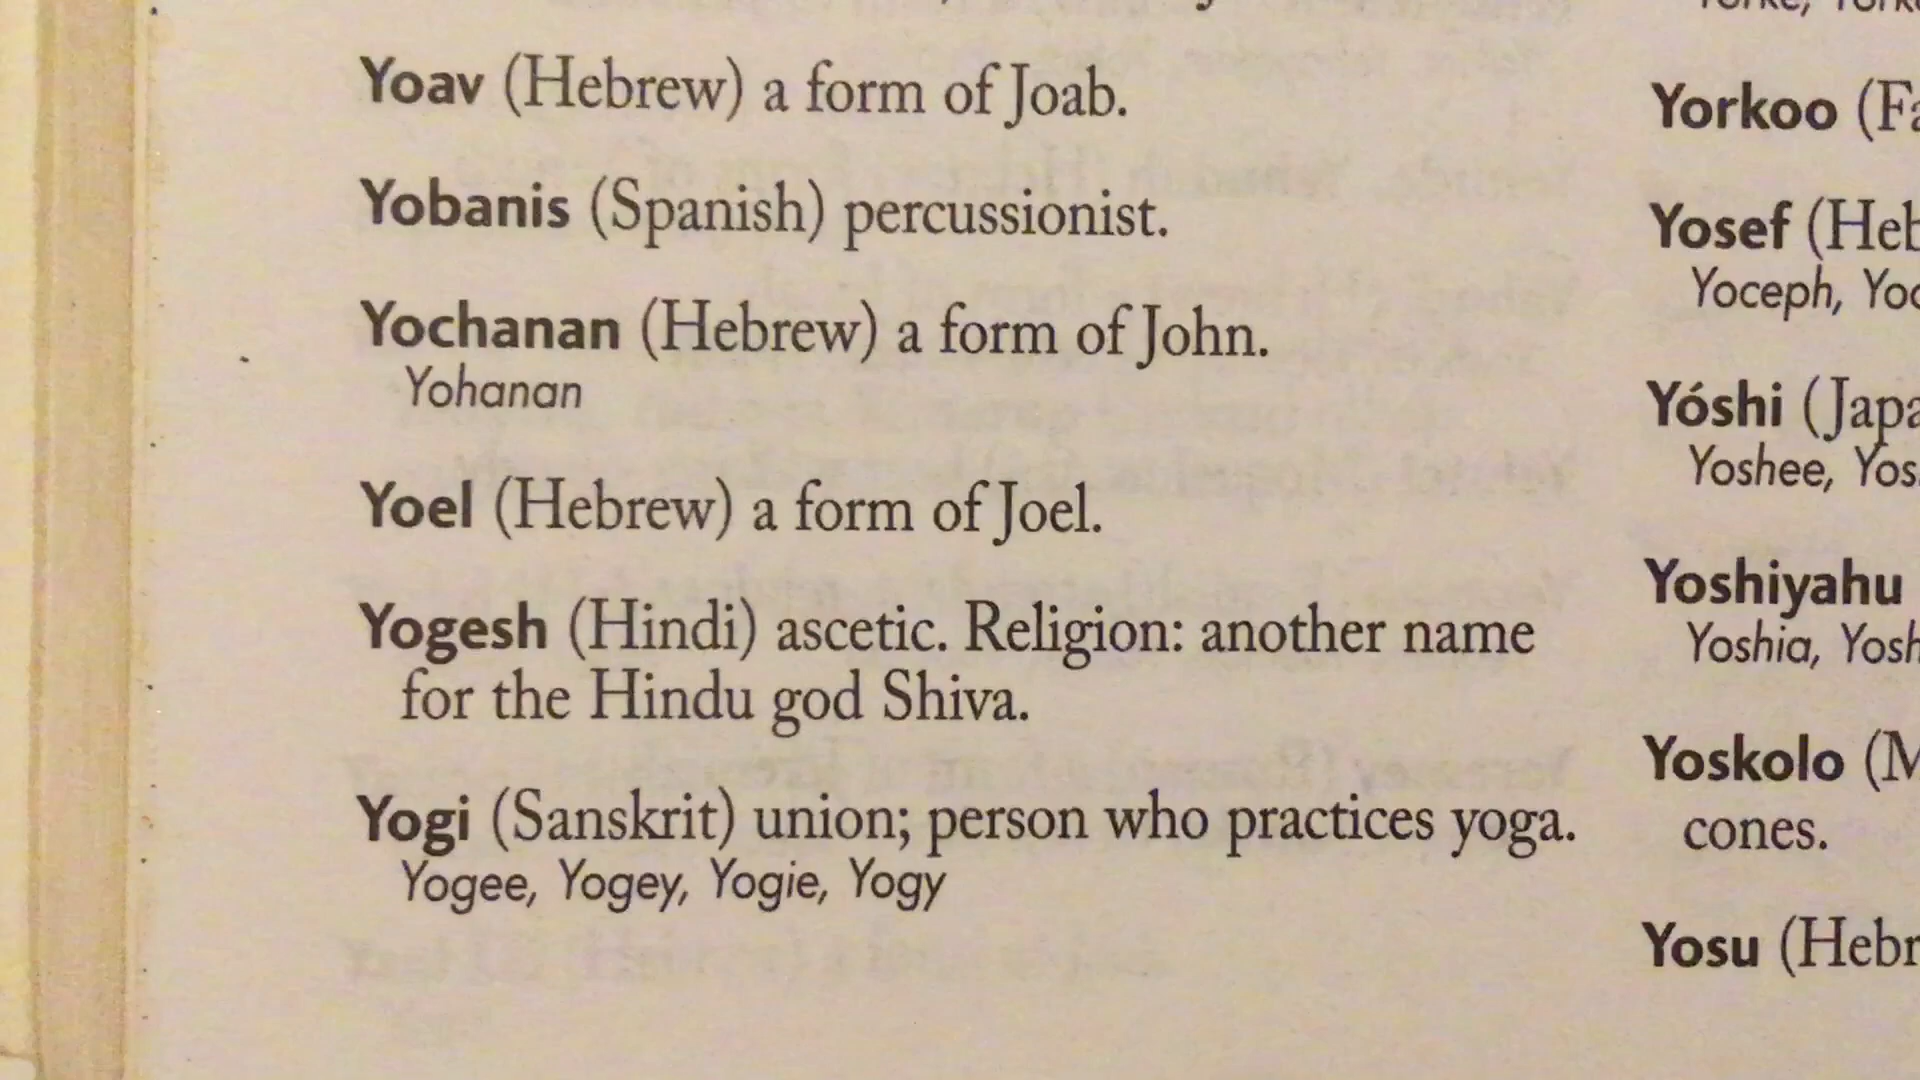 Yoav (Hebrew) a form of Joab.
Yobanis (Spanish) percussionist.
Yochanan (Hebrew) a form of John.
Yohanan
Yoel (Hebrew) a form of Joel.
Yogesh (Hindi) ascetic. Religion: another name
for the Hindu god Shiva.
Yogi (Sanskrit) union; person who practices yoga.
Yogee, Yogey, Yogie, Yogy
Yorkoo
Yosef
Yoceph,
Yóshi
Yoshee,
Yoshiyahu
Yoshia,
Yoskolo
cones.
Yosu